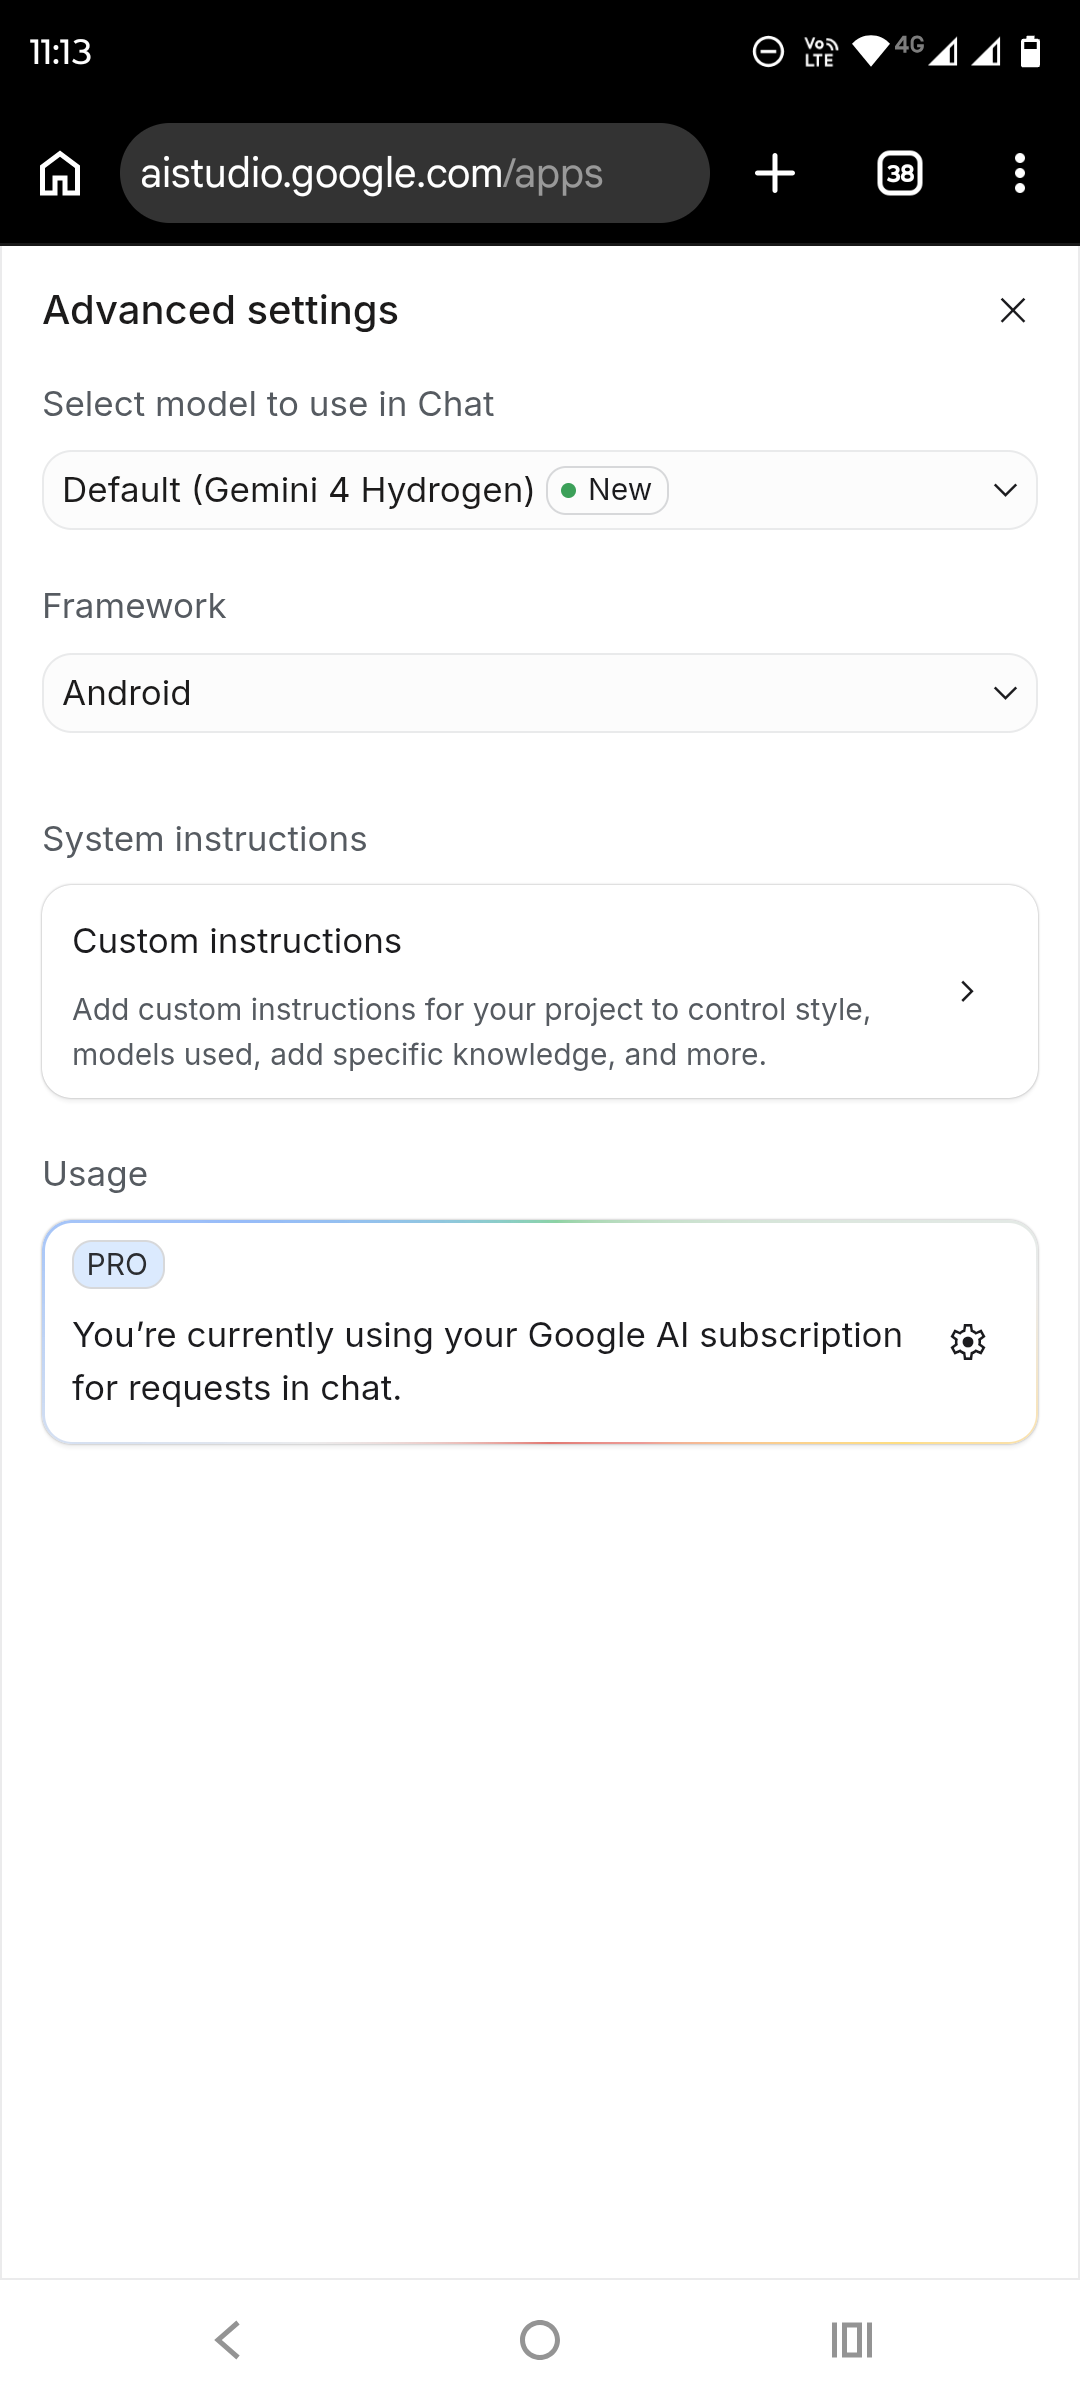 11:13
Vo LTE 4G
aistudio.google.com/apps
38
Advanced settings
Select model to use in Chat
Default (Gemini 4 Hydrogen) New
Framework
Android
System instructions
Custom instructions
Add custom instructions for your project to control style,
models used, add specific knowledge, and more.
Usage
PRO
You’re currently using your Google AI subscription
for requests in chat.